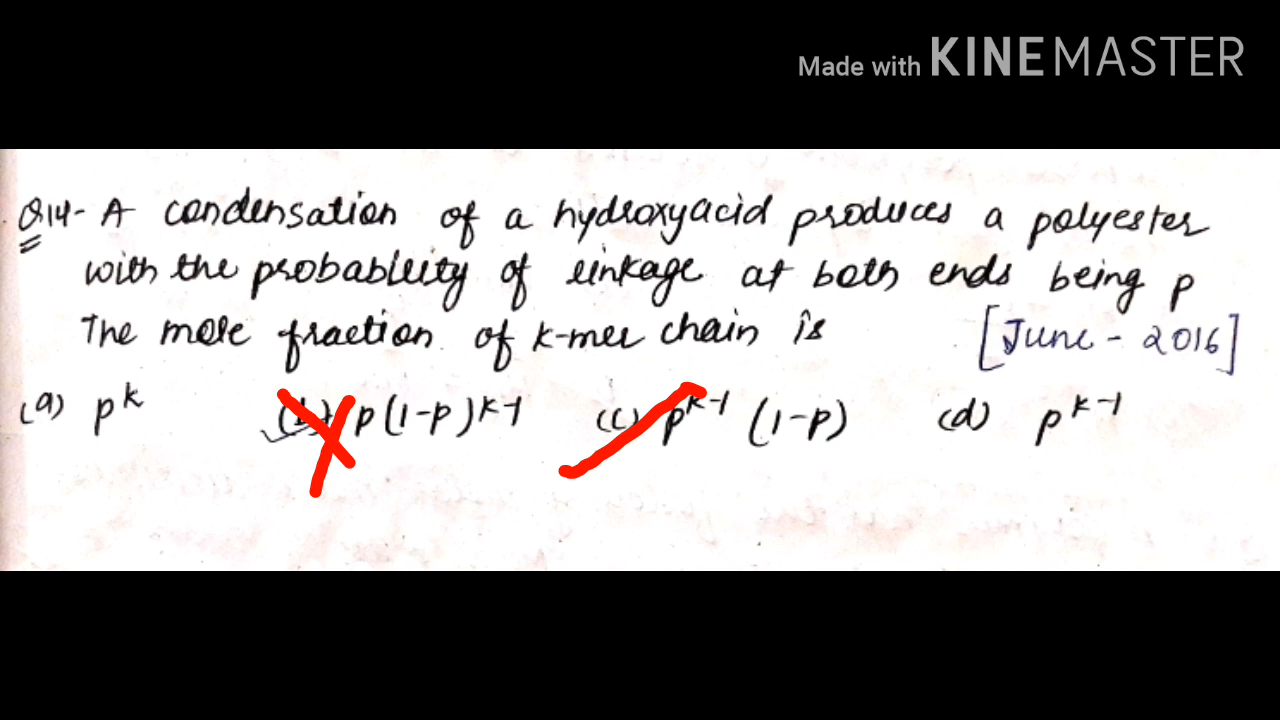 Made with KINEMASTER
Q14- A condensation of a hydroxyacid produces a polyester
with the probability of linkage at both ends being p
The mole fraction of k-mer chain is [June - 2016]
(a) p^k (b) p(1-p)^k-1 (c) p^k-1 (1-p) (d) p^k-1